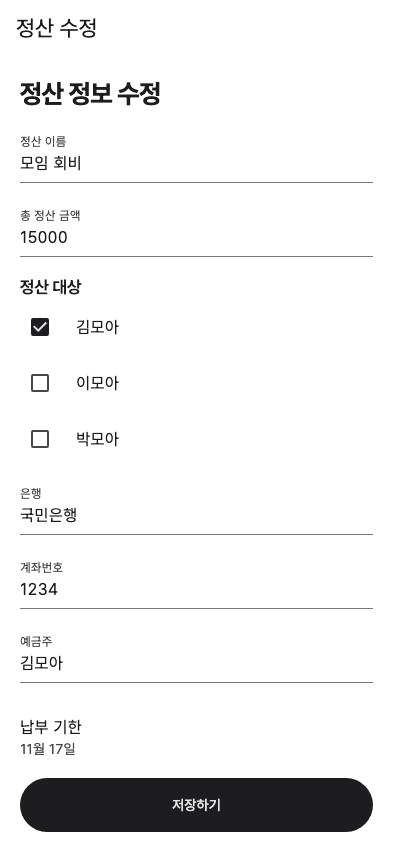 정산 수정
정산 정보 수정
정산 이름
모임 회비
총 정산 금액
15000
정산 대상
김모아
이모아
박모아
은행
국민은행
계좌번호
1234
예금주
김모아
납부 기한
11월 17일
저장하기